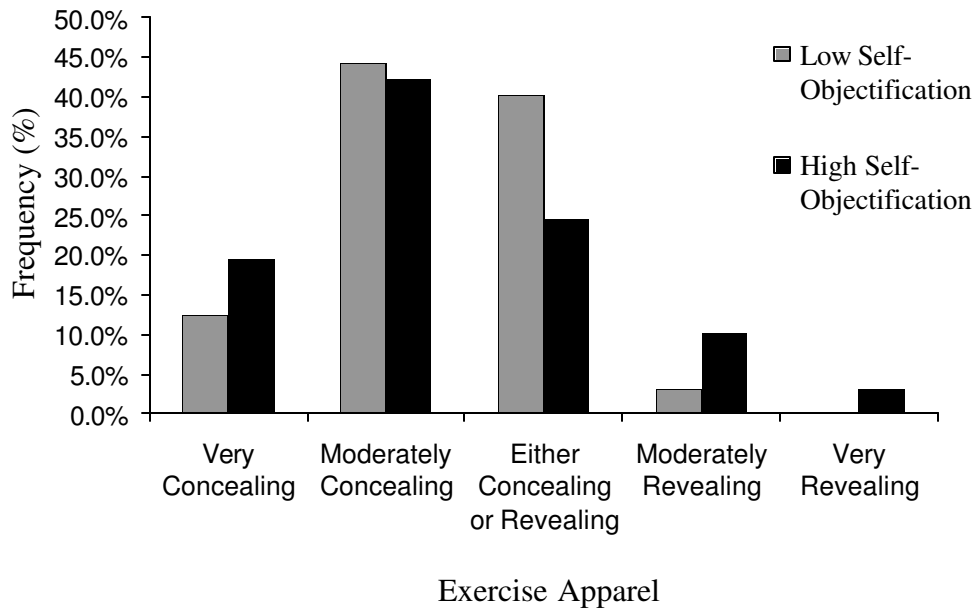 50.0%
45.0%
40.0%
35.0%
30.0%
25.0%
20.0%
15.0%
10.0%
5.0%
0.0%
Frequency (%)
Low Self-
Objectification
High Self-
Objectification
Very
Concealing
Moderately
Concealing
Either
Concealing
or Revealing
Moderately
Revealing
Very
Revealing
Exercise Apparel